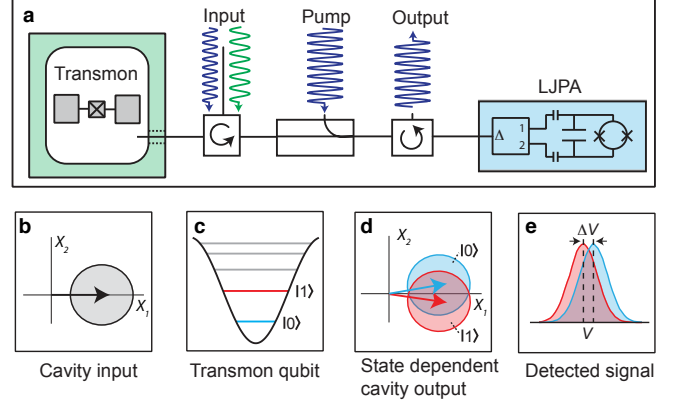 a
Input
Pump
Output
Transmon
LJPA
Δ
1
2
b
X2
X1
Cavity input
c
|1⟩
|0⟩
Transmon qubit
d
X2
|0⟩
X1
|1⟩
State dependent
cavity output
e
ΔV
V
Detected signal